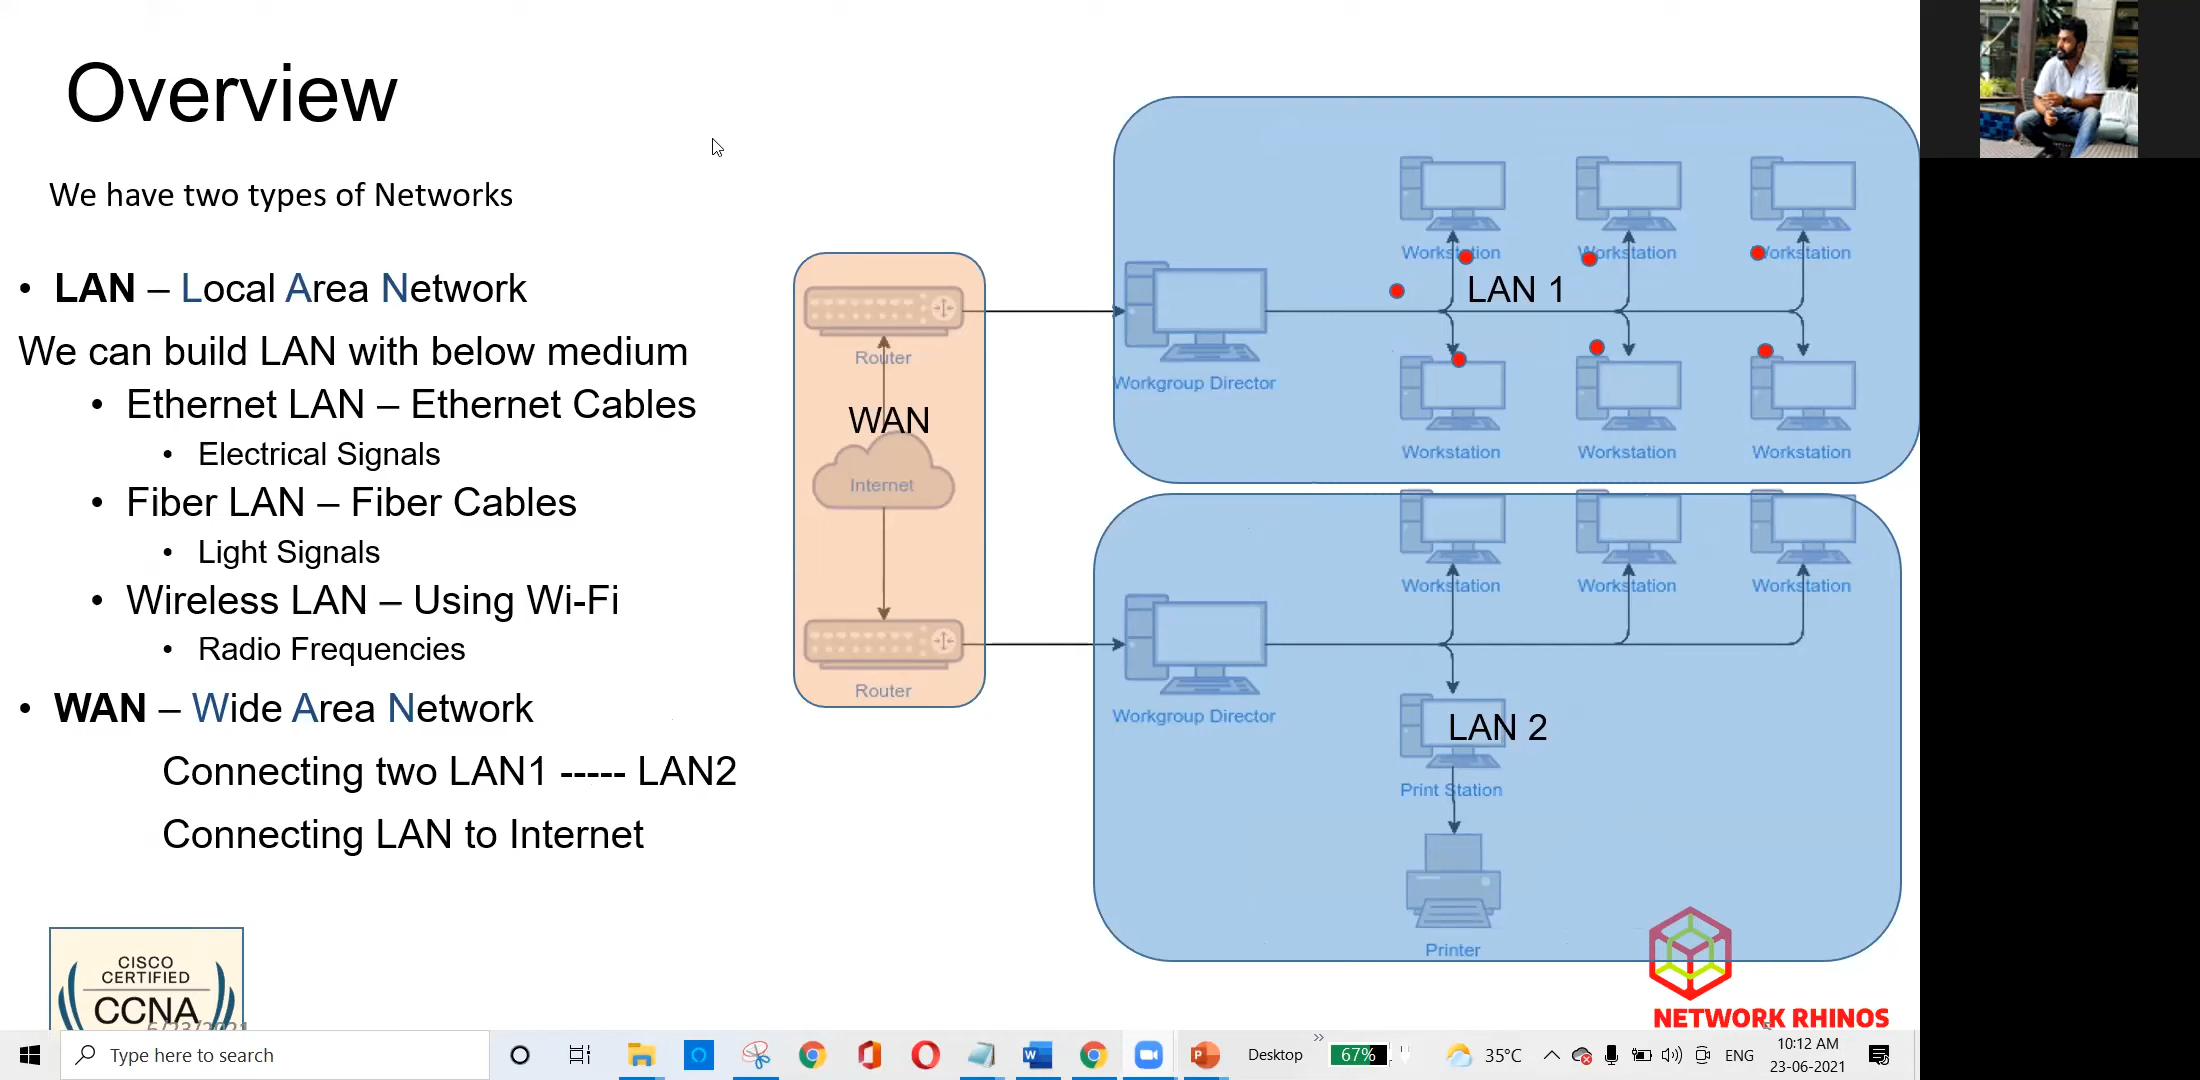 Overview
We have two types of Networks
• LAN – Local Area Network
We can build LAN with below medium
• Ethernet LAN – Ethernet Cables
• Electrical Signals
• Fiber LAN – Fiber Cables
• Light Signals
• Wireless LAN – Using Wi-Fi
• Radio Frequencies
• WAN – Wide Area Network
Connecting two LAN1 ----- LAN2
Connecting LAN to Internet
Router
WAN
Internet
Router
Workstation Workstation Workstation
LAN 1
Workgroup Director
Workstation Workstation Workstation
Workstation Workstation Workstation
Workgroup Director
LAN 2
Print Station
Printer
CISCO
CERTIFIED
CCNA
NETWORK RHINOS
Type here to search
Desktop
67%
35°C
ENG
10:12 AM
23-06-2021